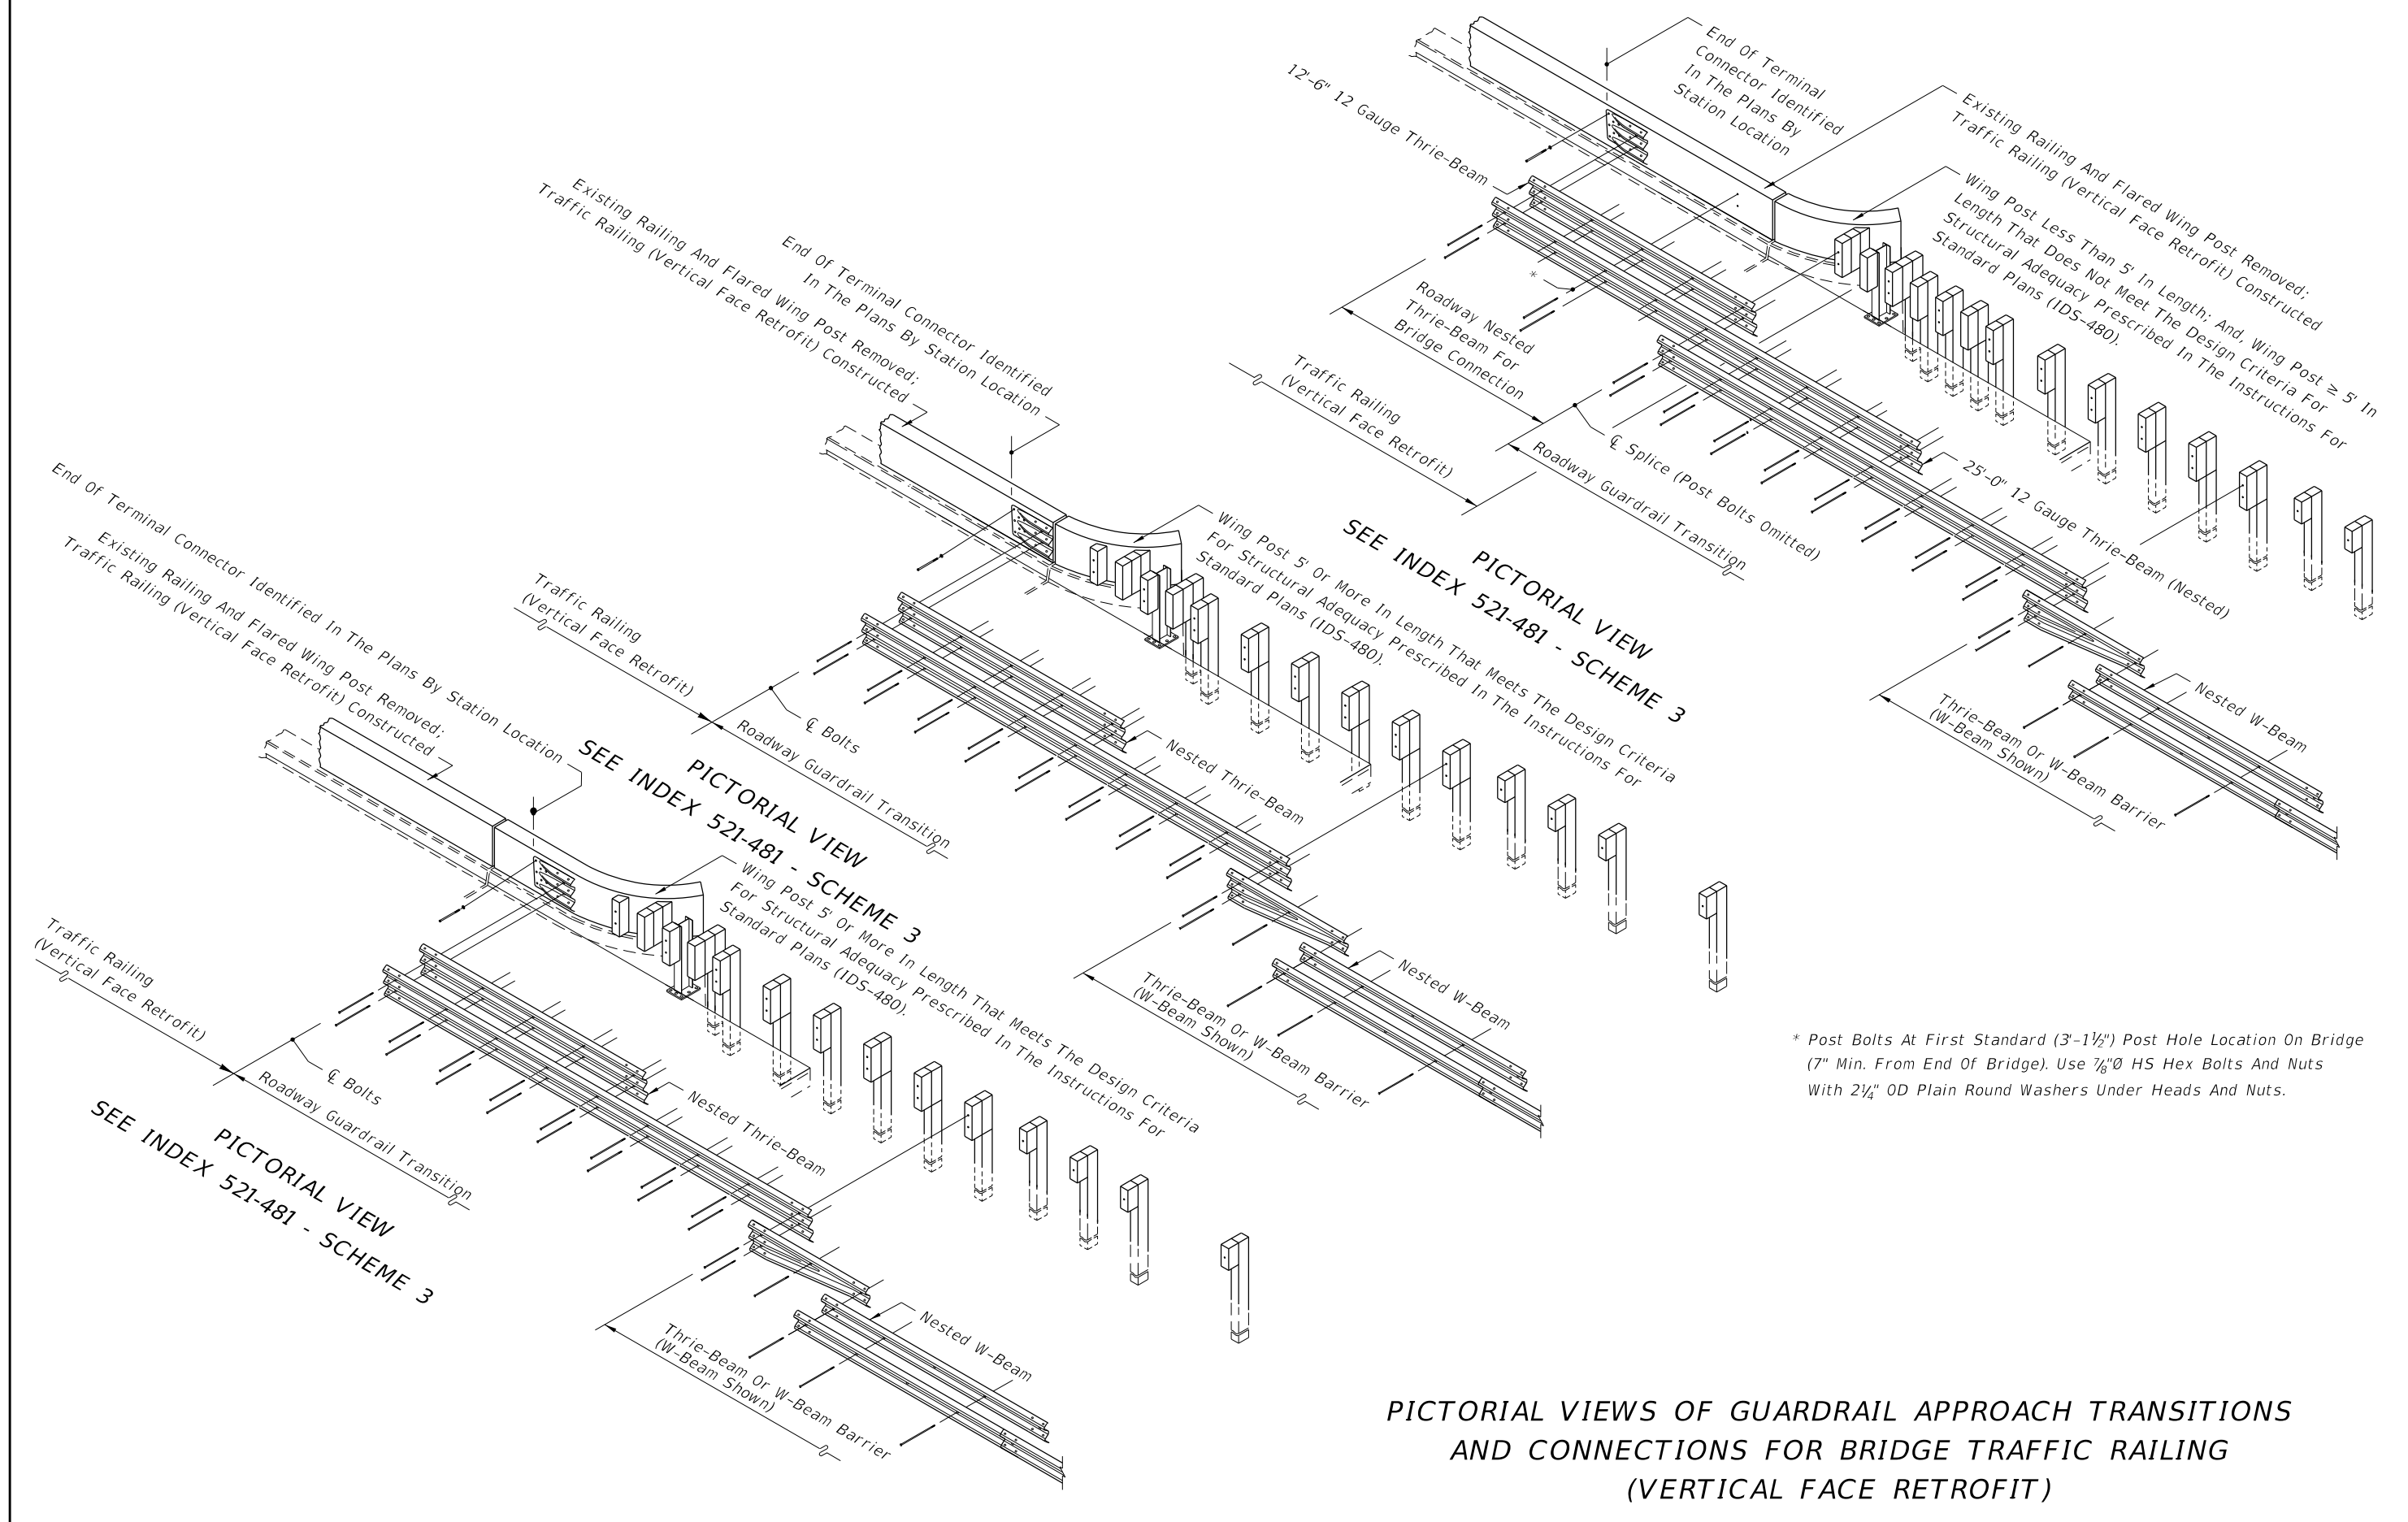 End Of Terminal
Connector Identified
In The Plans By
Station Location
Existing Railing And Flared Wing Post Removed;
Traffic Railing (Vertical Face Retrofit) Constructed
Wing Post Less Than 5' In Length; And, Wing Post ≥ 5' In
Length That Does Not Meet The Design Criteria For
Structural Adequacy Prescribed In The Instructions For
Standard Plans (IDS-480).
12'-6" 12 Gauge Thrie-Beam
*
Roadway Nested
Thrie-Beam For
Bridge Connection
Traffic Railing
(Vertical Face Retrofit)
℄ Splice (Post Bolts Omitted)
Roadway Guardrail Transition
25'-0" 12 Gauge Thrie-Beam (Nested)
Nested W-Beam
Thrie-Beam Or W-Beam Barrier
(W-Beam Shown)
PICTORIAL VIEW
SEE INDEX 521-481 - SCHEME 3
Existing Railing And Flared Wing Post Removed;
Traffic Railing (Vertical Face Retrofit) Constructed
End Of Terminal Connector Identified
In The Plans By Station Location
Wing Post 5' Or More In Length That Meets The Design Criteria
For Structural Adequacy Prescribed In The Instructions For
Standard Plans (IDS-480).
Traffic Railing
(Vertical Face Retrofit)
℄ Bolts
Roadway Guardrail Transition
Nested Thrie-Beam
Nested W-Beam
Thrie-Beam Or W-Beam Barrier
(W-Beam Shown)
PICTORIAL VIEW
SEE INDEX 521-481 - SCHEME 3
End Of Terminal Connector Identified In The Plans By Station Location
Existing Railing And Flared Wing Post Removed;
Traffic Railing (Vertical Face Retrofit) Constructed
Wing Post 5' Or More In Length That Meets The Design Criteria
For Structural Adequacy Prescribed In The Instructions For
Standard Plans (IDS-480).
Traffic Railing
(Vertical Face Retrofit)
℄ Bolts
Roadway Guardrail Transition
Nested Thrie-Beam
Nested W-Beam
Thrie-Beam Or W-Beam Barrier
(W-Beam Shown)
PICTORIAL VIEW
SEE INDEX 521-481 - SCHEME 3
* Post Bolts At First Standard (3'-1½") Post Hole Location On Bridge
(7" Min. From End Of Bridge). Use ⅞"Ø HS Hex Bolts And Nuts
With 2¼" OD Plain Round Washers Under Heads And Nuts.
PICTORIAL VIEWS OF GUARDRAIL APPROACH TRANSITIONS
AND CONNECTIONS FOR BRIDGE TRAFFIC RAILING
(VERTICAL FACE RETROFIT)